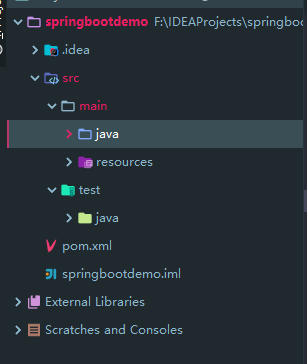 springbootdemo F:\IDEAProjects\springboo
.idea
src
main
java
resources
test
java
pom.xml
springbootdemo.iml
External Libraries
Scratches and Consoles